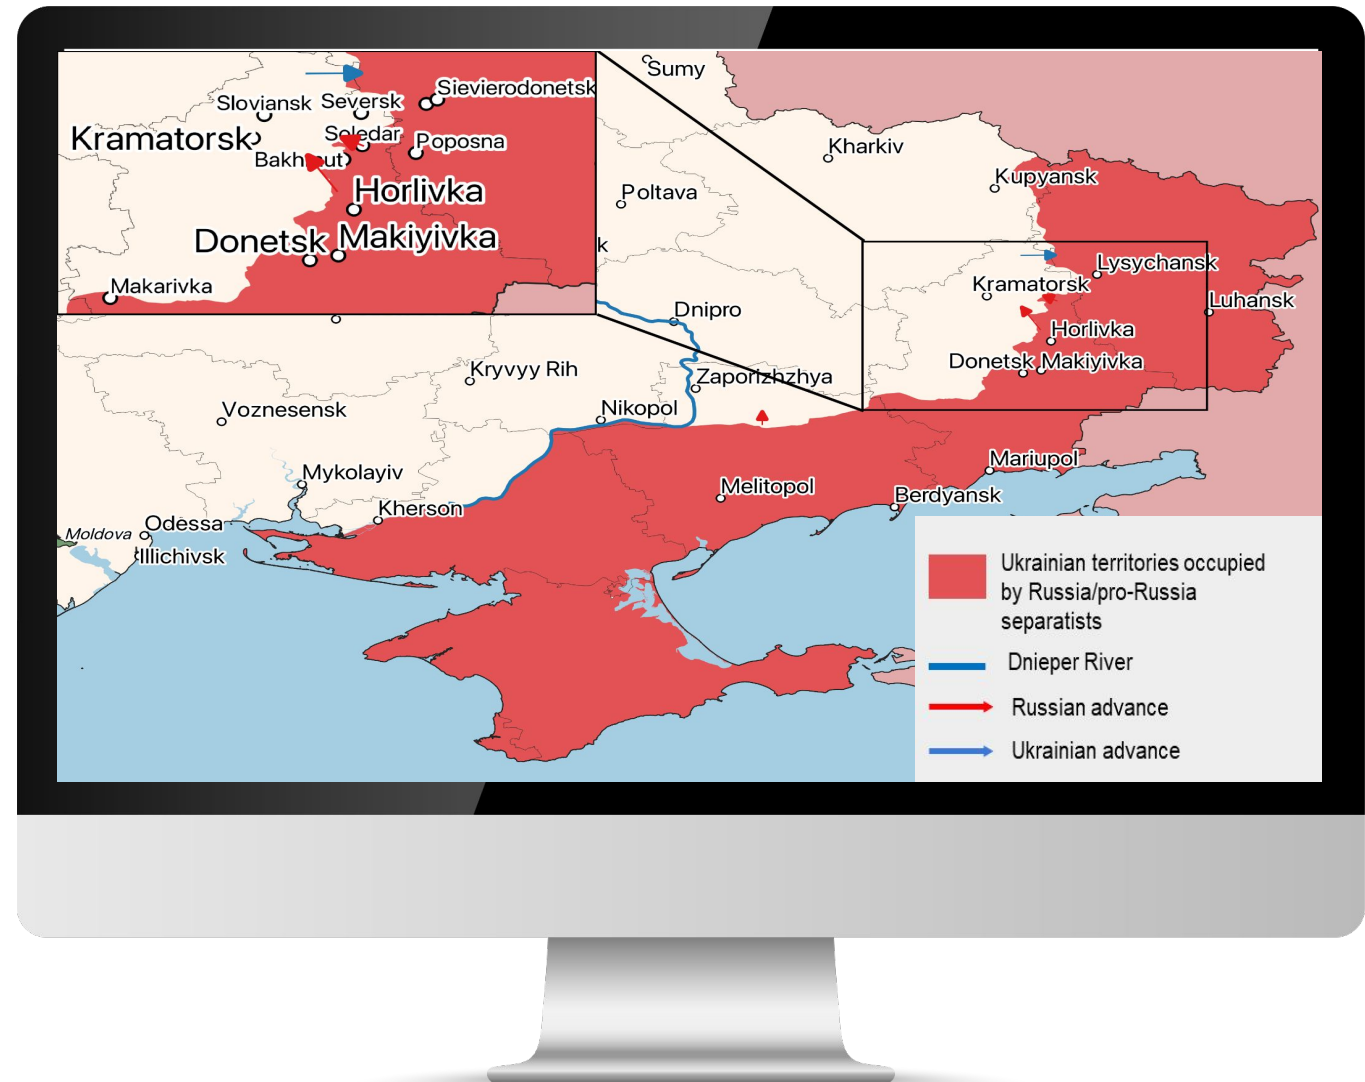 Sumy
Sievierodonetsk
Sloviansk
Seversk
Kramatorsk
Soledar
Poposna
Bakhmut
Horlivka
Donetsk
Makiyivka
Makarivka
Kharkiv
Kupyansk
Poltava
k
Lysychansk
Kramatorsk
Luhansk
Dnipro
Horlivka
Donetsk
Makiyivka
Kryvyy Rih
Zaporizhzhya
Nikopol
Voznesensk
Mariupol
Mykolayiv
Melitopol
Berdyansk
Kherson
Odessa
Moldova
Illichivsk
Ukrainian territories occupied
by Russia/pro-Russia
separatists
Dnieper River
Russian advance
Ukrainian advance